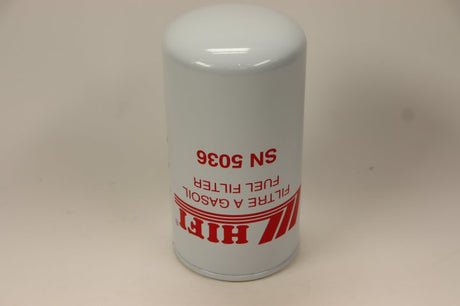 HIFI®
FILTRE A GASOIL
FUEL FILTER
SN 5036